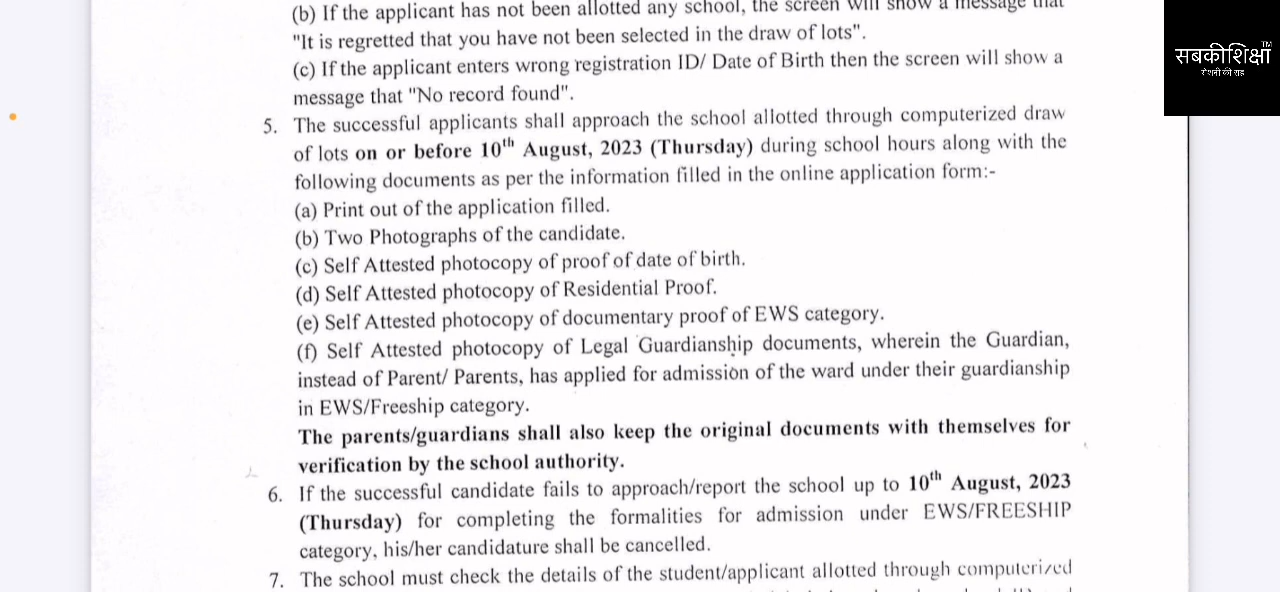 (b) If the applicant has not been allotted any school, the screen will show a message that
"It is regretted that you have not been selected in the draw of lots".
(c) If the applicant enters wrong registration ID/ Date of Birth then the screen will show a
message that "No record found".
5. The successful applicants shall approach the school allotted through computerized draw
of lots on or before 10th August, 2023 (Thursday) during school hours along with the
following documents as per the information filled in the online application form:-
(a) Print out of the application filled.
(b) Two Photographs of the candidate.
(c) Self Attested photocopy of proof of date of birth.
(d) Self Attested photocopy of Residential Proof.
(e) Self Attested photocopy of documentary proof of EWS category.
(f) Self Attested photocopy of Legal Guardianship documents, wherein the Guardian,
instead of Parent/ Parents, has applied for admission of the ward under their guardianship
in EWS/Freeship category.
The parents/guardians shall also keep the original documents with themselves for
verification by the school authority.
6. If the successful candidate fails to approach/report the school up to 10th August, 2023
(Thursday) for completing the formalities for admission under EWS/FREESHIP
category, his/her candidature shall be cancelled.
7. The school must check the details of the student/applicant allotted through computerized
सबकीशिक्षा TM
रोशनी की राह